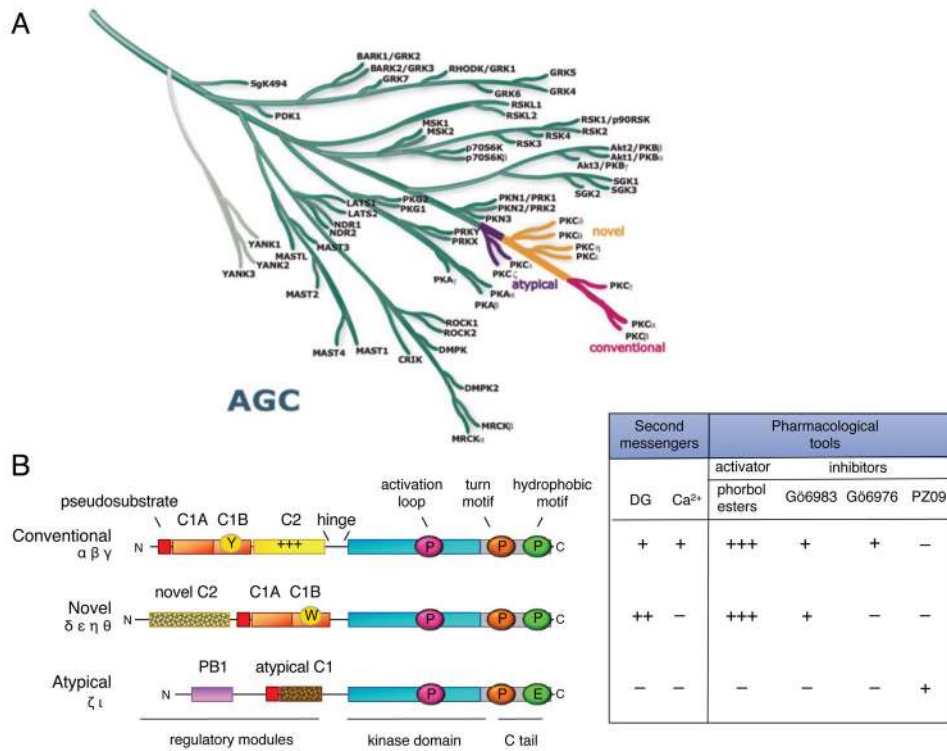 A
SgK494
BARK1/GRK2
BARK2/GRK3
GRK7
RHODK/GRK1
GRK5
GRK6
GRK4
PDK1
RSKL1
RSKL2
MSK1
MSK2
RSK1/p90RSK
RSK4
RSK2
RSK3
p70S6K
p70S6Kβ
Akt2/PKBβ
Akt1/PKBα
Akt3/PKBγ
SGK1
SGK2
SGK3
LATS1
LATS2
PKG2
PKG1
NDR1
NDR2
PKN1/PRK1
PKN2/PRK2
PKN3
PRKY
PRKX
PKCδ
PKCθ
novel
PKCη
PKCε
YANK1
YANK2
YANK3
MASTL
MAST3
MAST2
PKCζ
atypical
PKAγ
PKAα
PKAβ
PKCγ
PKCα
PKCβ
conventional
ROCK1
ROCK2
MAST4
MAST1
CRIK
DMPK
DMPK2
MRCKβ
MRCKα
AGC
B
pseudosubstrate
C1A C1B C2
hinge
activation
loop
turn
motif
hydrophobic
motif
Conventional
α β γ
N Y +++ P P P C
novel C2 C1A C1B
Novel
δ ε η θ
N W P P P C
PB1 atypical C1
Atypical
ζ ι
N P P E C
regulatory modules kinase domain C tail
Second
messengers
Pharmacological
tools
activator inhibitors
DG Ca²⁺ phorbol
esters
Gö6983 Gö6976 PZ09
+ + +++ + + −
++ − +++ + − −
− − − − − +